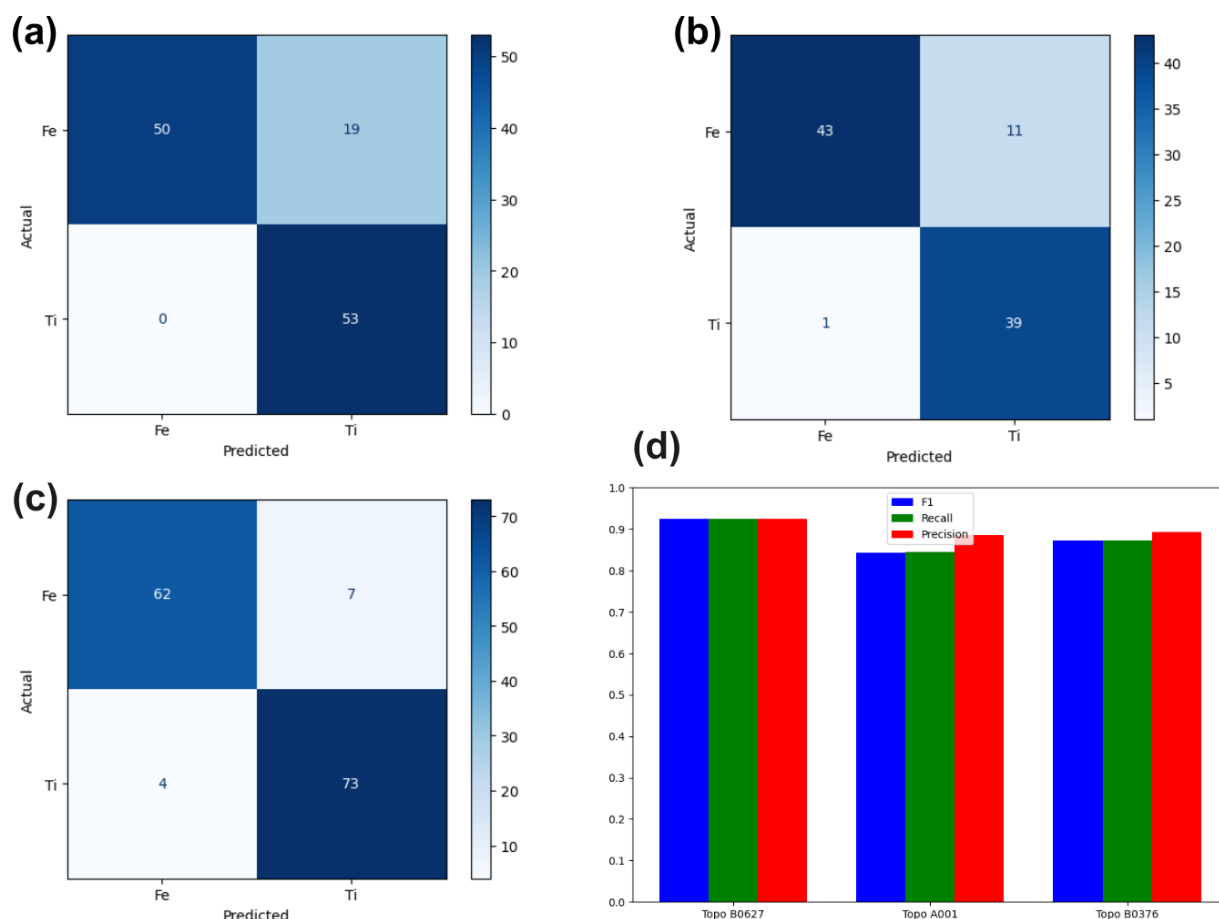 (a)
Actual
Fe
Ti
50
19
0
53
Fe
Ti
Predicted
50
40
30
20
10
0
(b)
Actual
Fe
Ti
43
11
1
39
Fe
Ti
Predicted
40
35
30
25
20
15
10
5
(c)
Actual
Fe
Ti
62
7
4
73
Fe
Ti
Predicted
70
60
50
40
30
20
10
(d)
1.0
0.9
0.8
0.7
0.6
0.5
0.4
0.3
0.2
0.1
0.0
F1
Recall
Precision
Topo B0627
Topo A001
Topo B0376